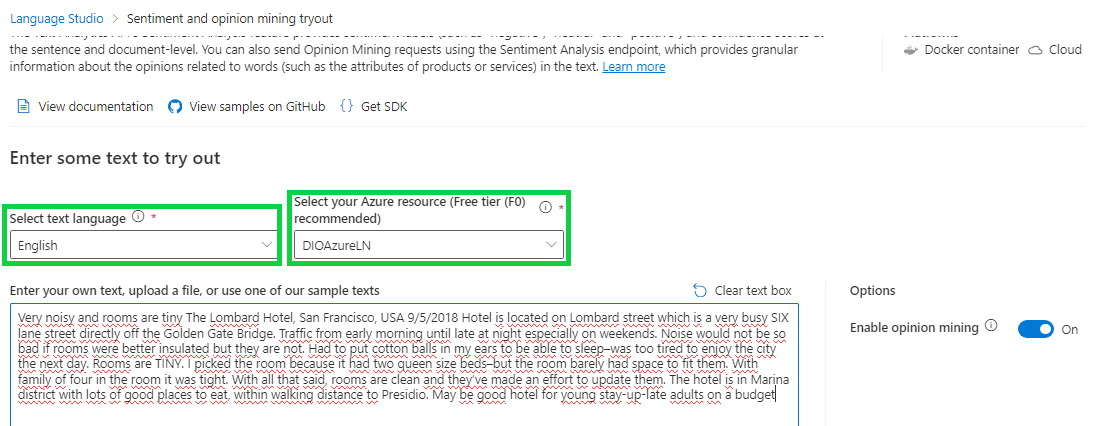 Language Studio > Sentiment and opinion mining tryout
the sentence and document-level. You can also send Opinion Mining requests using the Sentiment Analysis endpoint, which provides granular
information about the opinions related to words (such as the attributes of products or services) in the text. Learn more
Docker container Cloud
View documentation View samples on GitHub {} Get SDK
Enter some text to try out
Select text language *
English
Select your Azure resource (Free tier (F0) *
recommended)
DIOAzureLN
Enter your own text, upload a file, or use one of our sample texts
Clear text box
Very noisy and rooms are tiny The Lombard Hotel, San Francisco, USA 9/5/2018 Hotel is located on Lombard street which is a very busy SIX
lane street directly off the Golden Gate Bridge. Traffic from early morning until late at night especially on weekends. Noise would not be so
bad if rooms were better insulated but they are not. Had to put cotton balls in my ears to be able to sleep–was too tired to enjoy the city
the next day. Rooms are TINY. I picked the room because it had two queen size beds–but the room barely had space to fit them. With
family of four in the room it was tight. With all that said, rooms are clean and they've made an effort to update them. The hotel is in Marina
district with lots of good places to eat, within walking distance to Presidio. May be good hotel for young stay-up-late adults on a budget
Options
Enable opinion mining
On